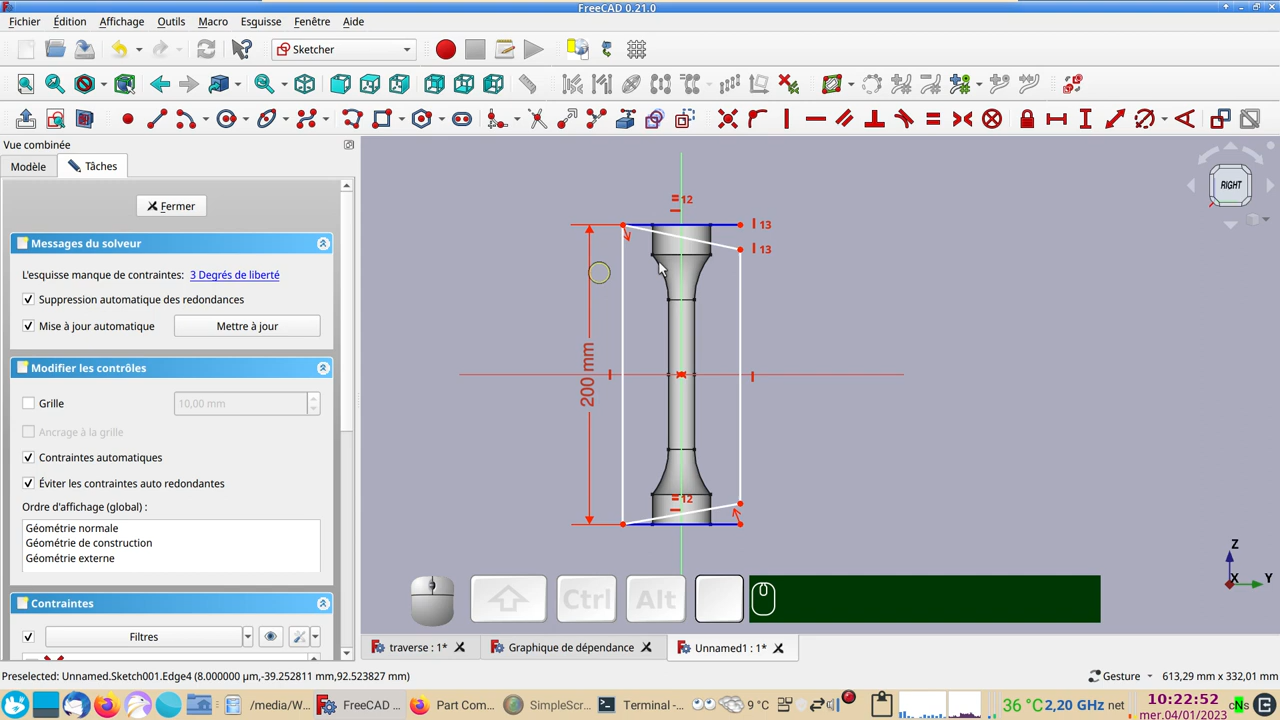 FreeCAD 0.21.0
Fichier Édition Affichage Outils Macro Esguisse Fenêtre Aide
Sketcher
Vue combinée
Modèle Tâches
Fermer
Messages du solveur
L'esquisse manque de contraintes: 3 Degrés de liberté
Suppression automatique des redondances
Mise à jour automatique Mettre à jour
Modifier les contrôles
Grille 10,00 mm
Ancrage à la grille
Contraintes automatiques
Éviter les contraintes auto redondantes
Ordre d'affichage (global) :
Géométrie normale
Géométrie de construction
Géométrie externe
Contraintes
Filtres
12
13
13
200 mm
12
RIGHT
Z
X Y
Ctrl Alt
traverse : 1* Graphique de dépendance Unnamed1 : 1*
Preselected: Unnamed.Sketch001.Edge4 (8.000000 µm,-39.252811 mm,92.523827 mm) Gesture 613,29 mm x 332,01 mm
/media/W... FreeCAD ... Part Com... SimpleScr... Terminal -... 9 °C 36 °C 2,20 GHz net 10:22:52 cNs
mer.04/01/2023